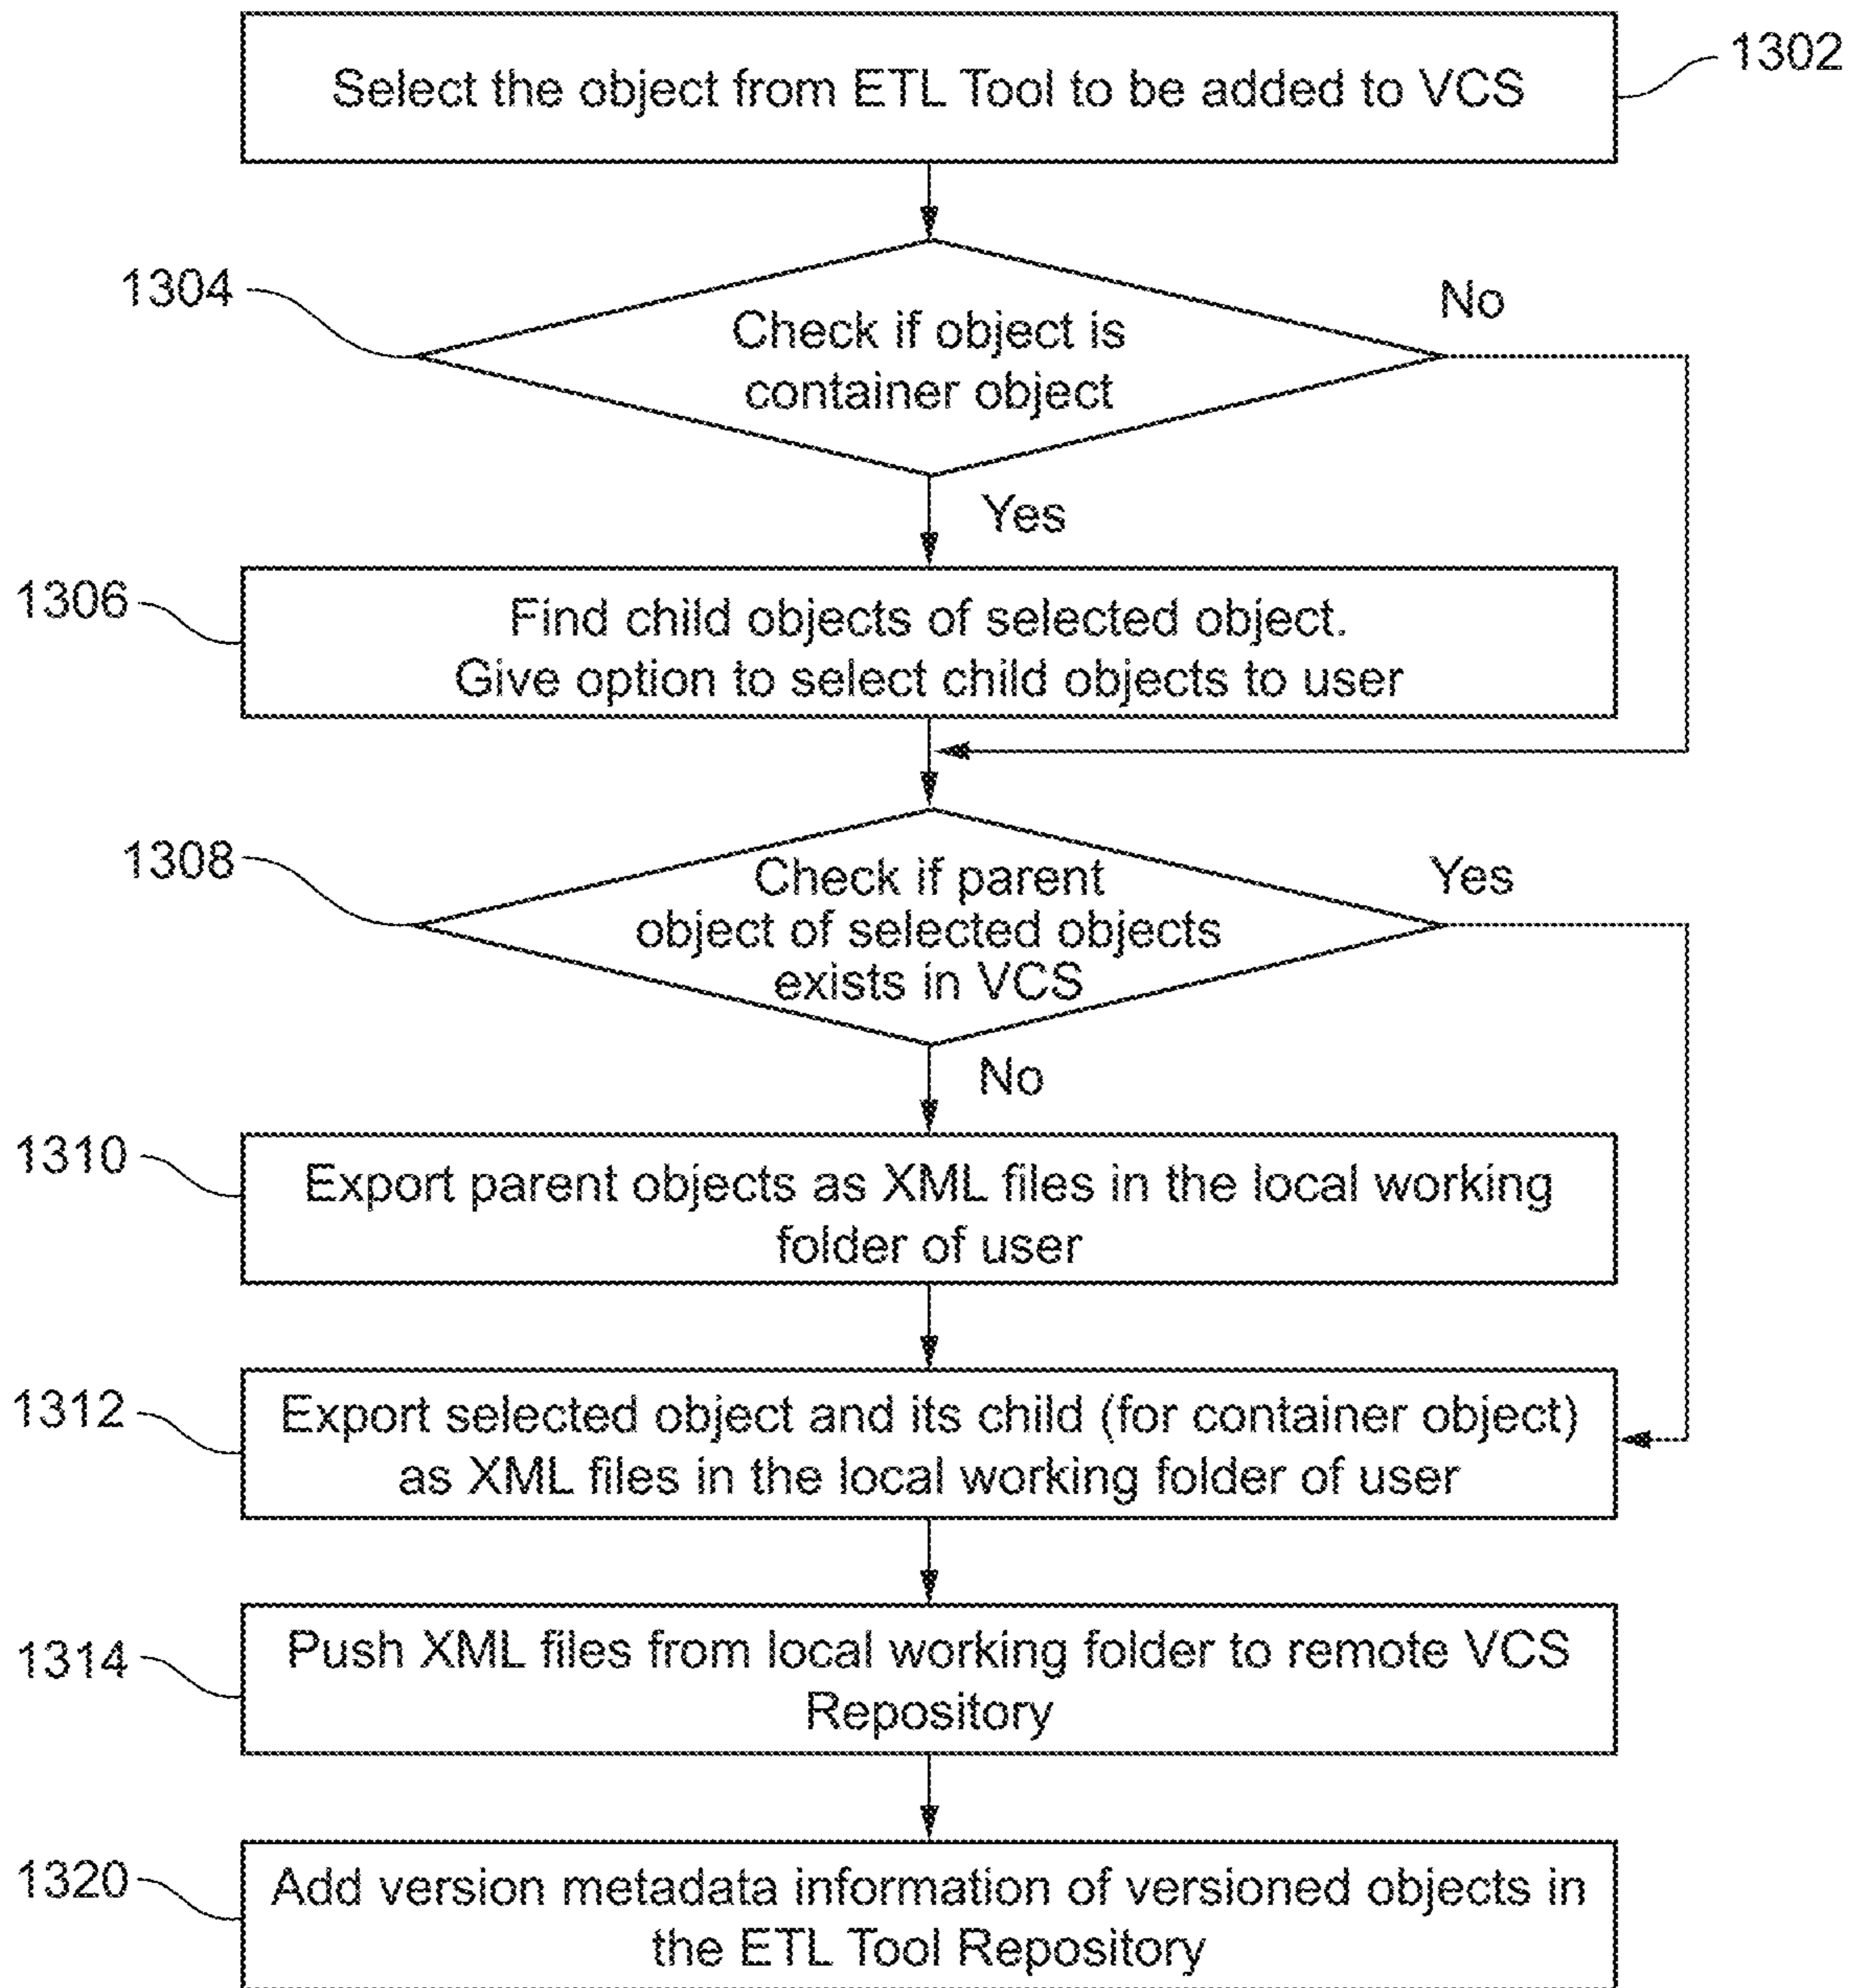 Select the object from ETL Tool to be added to VCS
1302
1304
Check if object is
container object
No
Yes
1306
Find child objects of selected object.
Give option to select child objects to user
1308
Check if parent
object of selected objects
exists in VCS
Yes
No
1310
Export parent objects as XML files in the local working
folder of user
1312
Export selected object and its child (for container object)
as XML files in the local working folder of user
1314
Push XML files from local working folder to remote VCS
Repository
1320
Add version metadata information of versioned objects in
the ETL Tool Repository